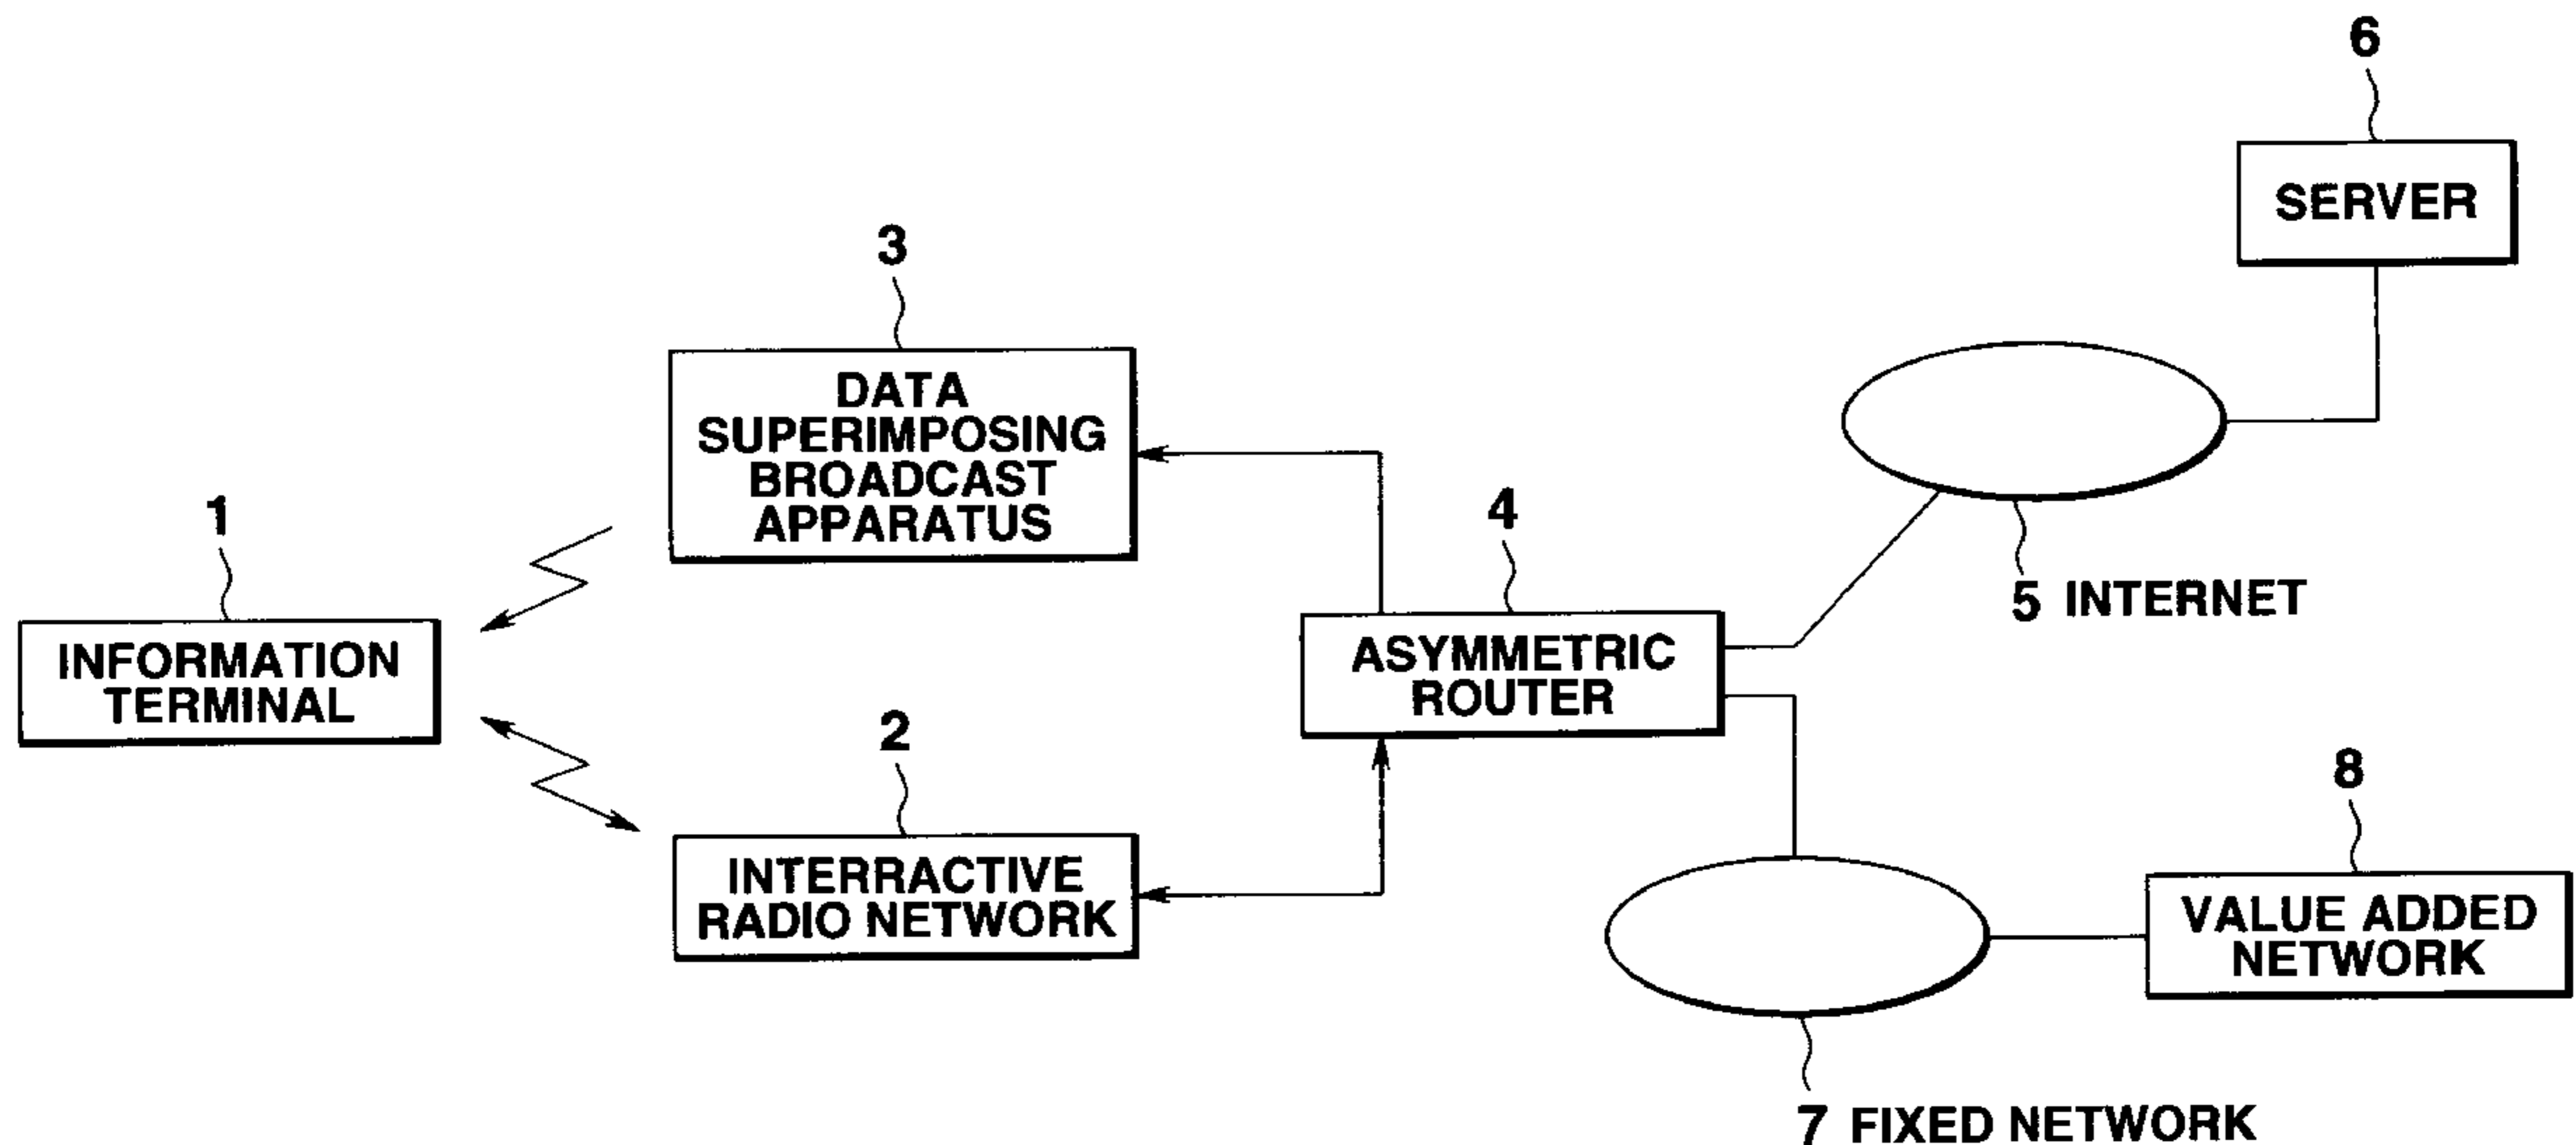 6
SERVER
3
DATA
SUPERIMPOSING
BROADCAST
APPARATUS
1
INFORMATION
TERMINAL
4
ASYMMETRIC
ROUTER
5 INTERNET
2
INTERRACTIVE
RADIO NETWORK
8
VALUE ADDED
NETWORK
7 FIXED NETWORK